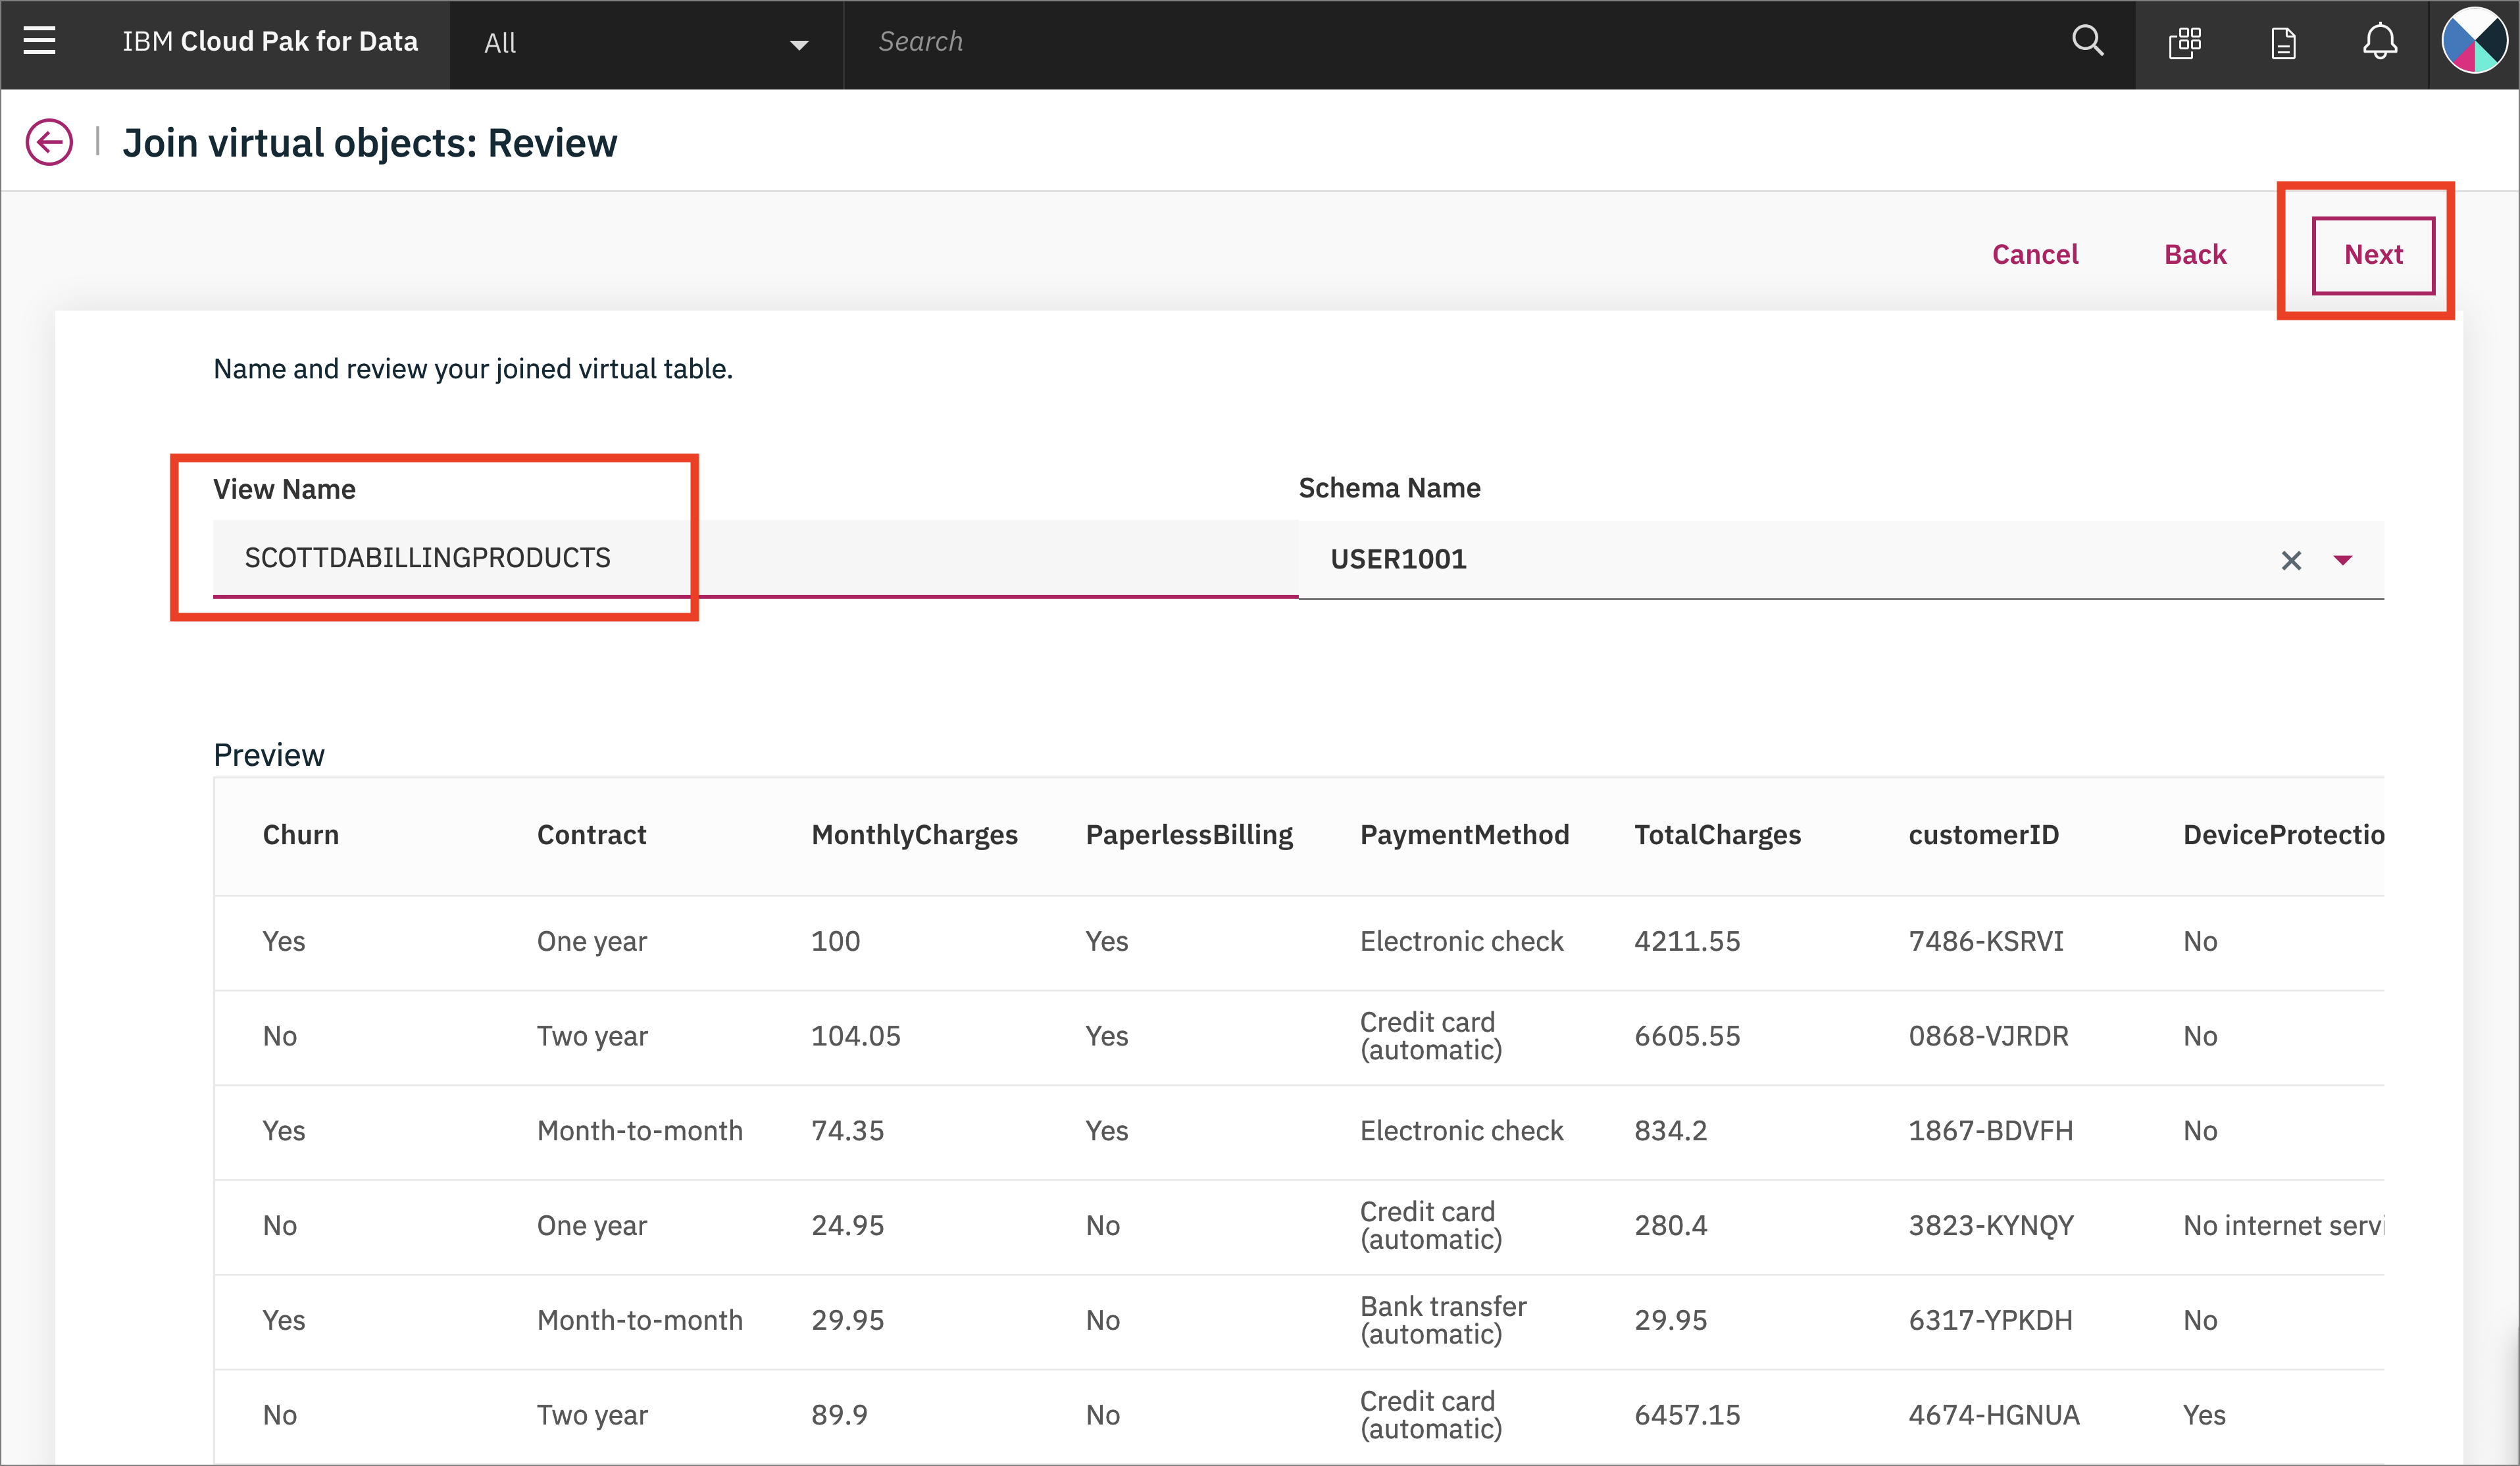 IBM Cloud Pak for Data All Search
Join virtual objects: Review
Cancel Back Next
Name and review your joined virtual table.
View Name Schema Name
SCOTTDABILLINGPRODUCTS USER1001
Preview
Churn Contract MonthlyCharges PaperlessBilling PaymentMethod TotalCharges customerID DeviceProtectio
Yes One year 100 Yes Electronic check 4211.55 7486-KSRVI No
No Two year 104.05 Yes Credit card (automatic) 6605.55 0868-VJRDR No
Yes Month-to-month 74.35 Yes Electronic check 834.2 1867-BDVFH No
No One year 24.95 No Credit card (automatic) 280.4 3823-KYNQY No internet servi
Yes Month-to-month 29.95 No Bank transfer (automatic) 29.95 6317-YPKDH No
No Two year 89.9 No Credit card (automatic) 6457.15 4674-HGNUA Yes